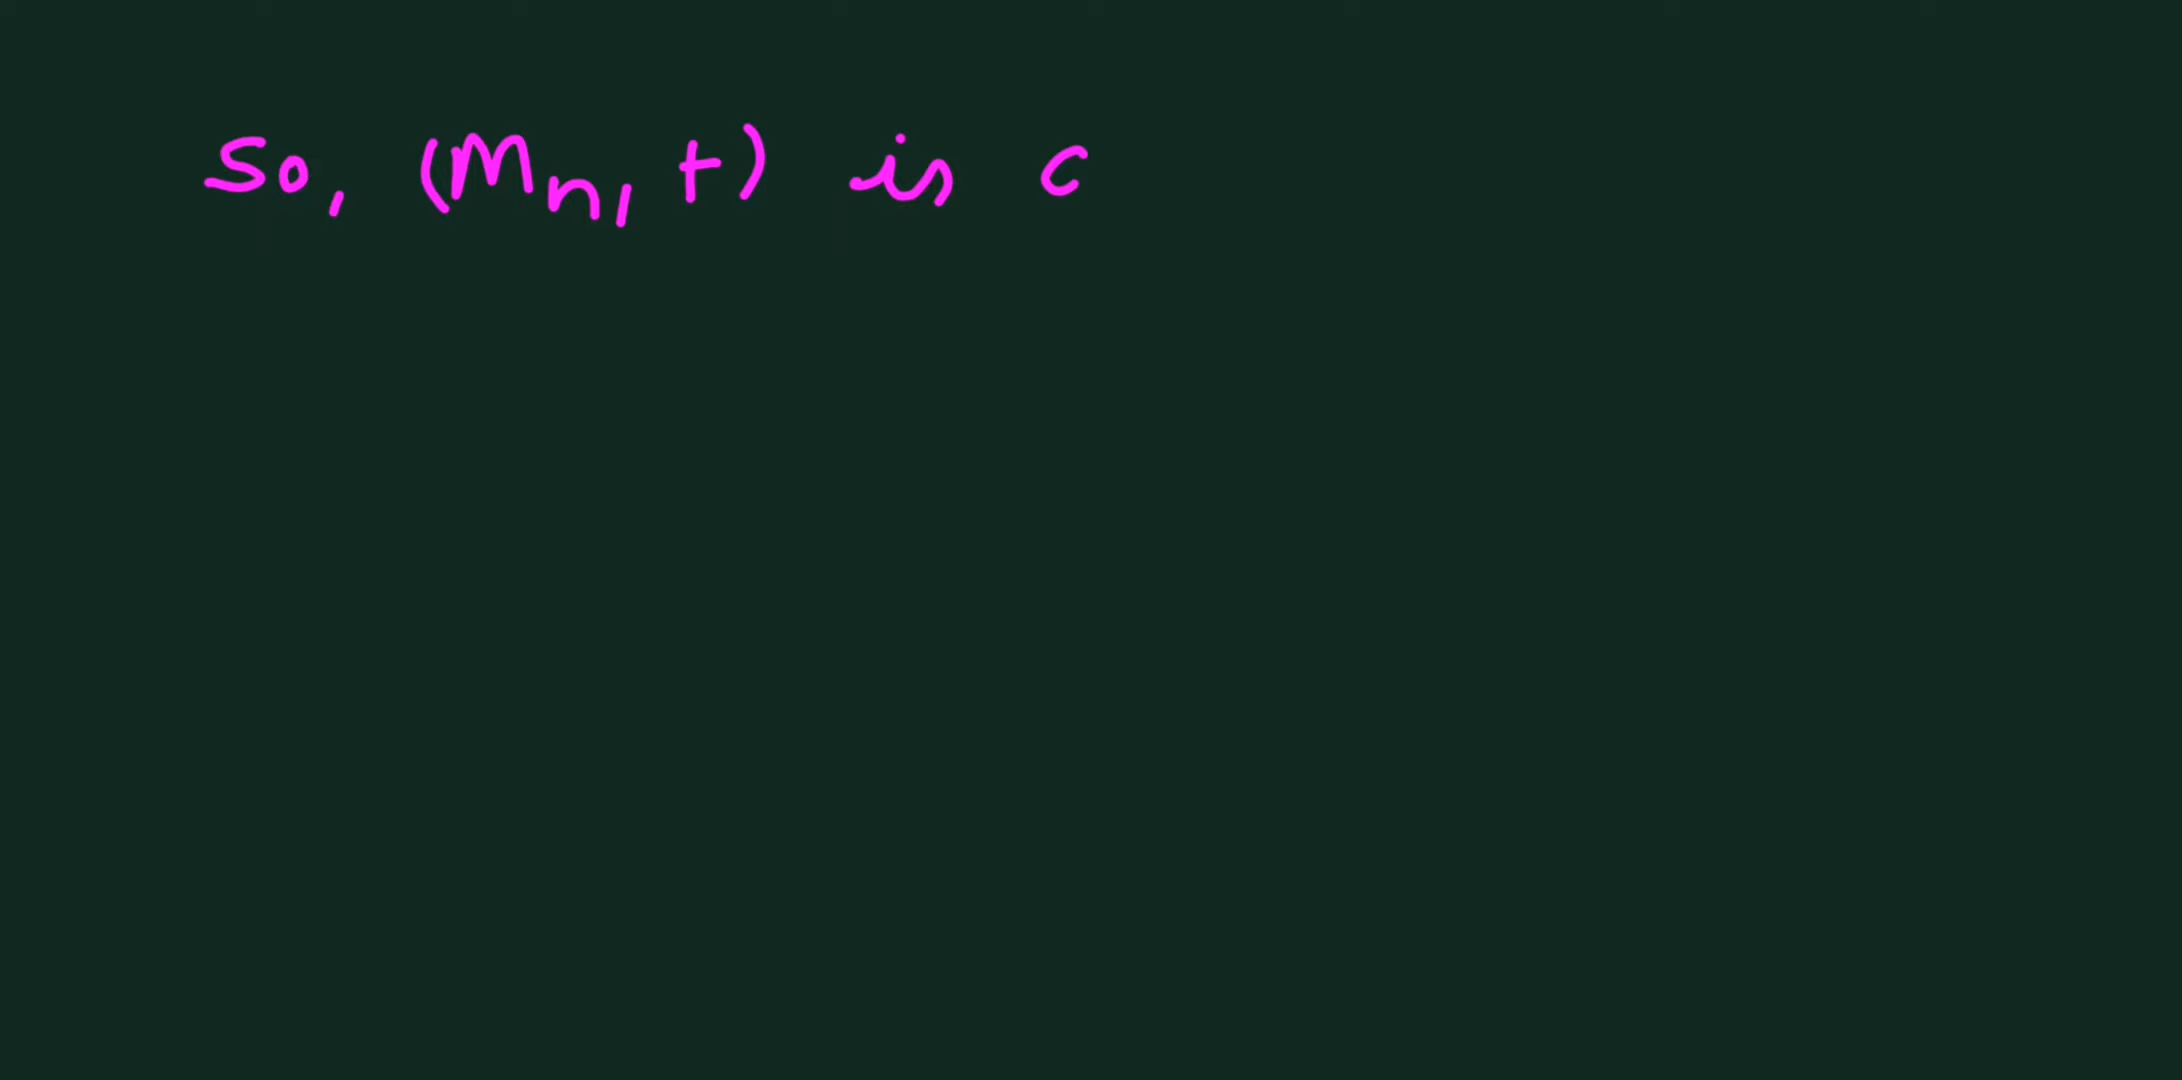 So, (Mn, +) is c